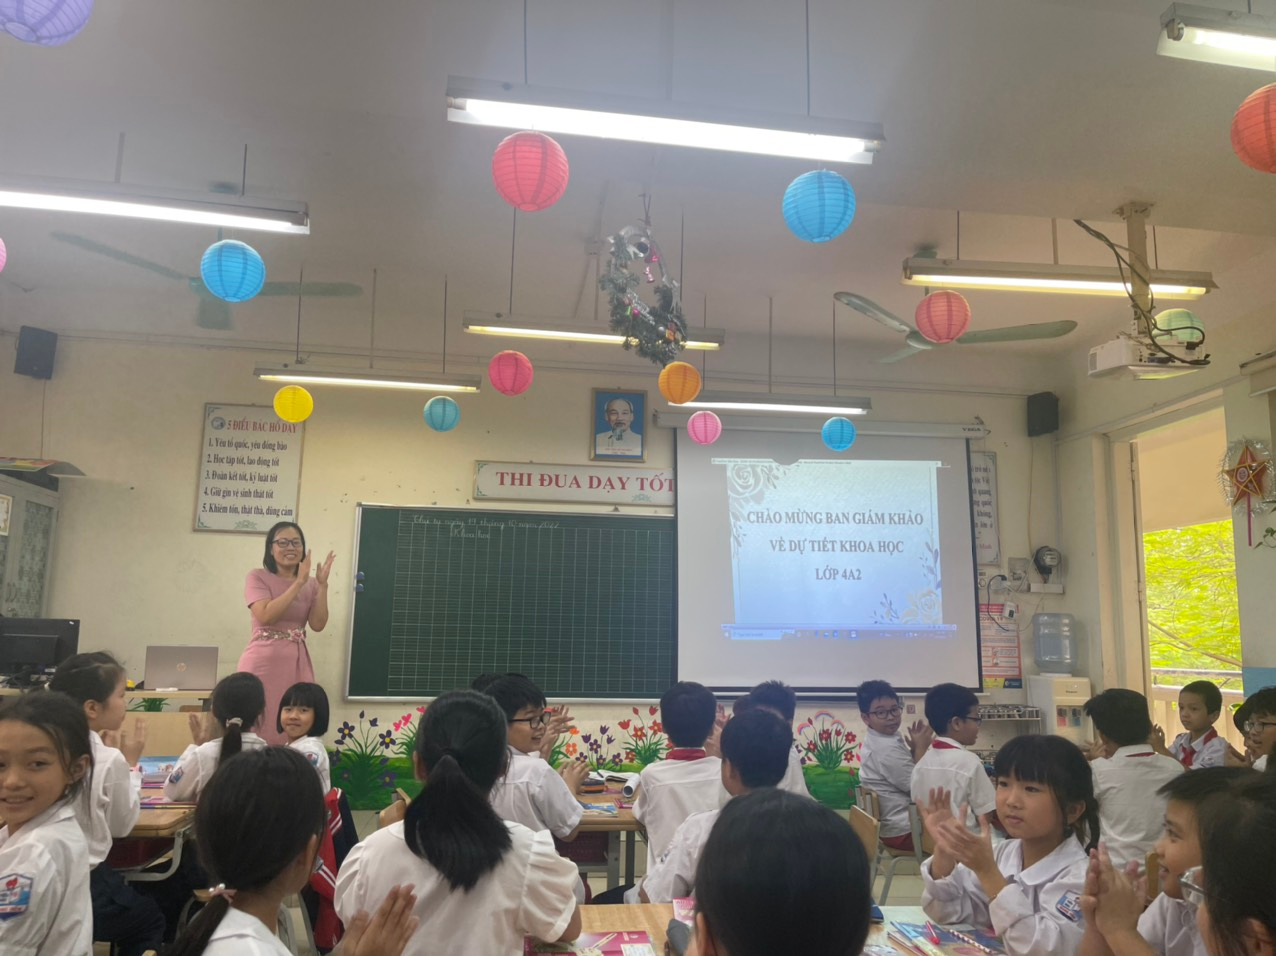 5 ĐIỀU BÁC HỒ DẠY
1. Yêu tổ quốc, yêu đồng bào
2. Học tập tốt, lao động tốt
3. Đoàn kết tốt, kỷ luật tốt
4. Giữ gìn vệ sinh thật tốt
5. Khiêm tốn, thật thà, dũng cảm
THI ĐUA DẠY TỐT
Khoa học
CHÀO MỪNG BAN GIÁM KHẢO
VỀ DỰ TIẾT KHOA HỌC
LỚP 4A2